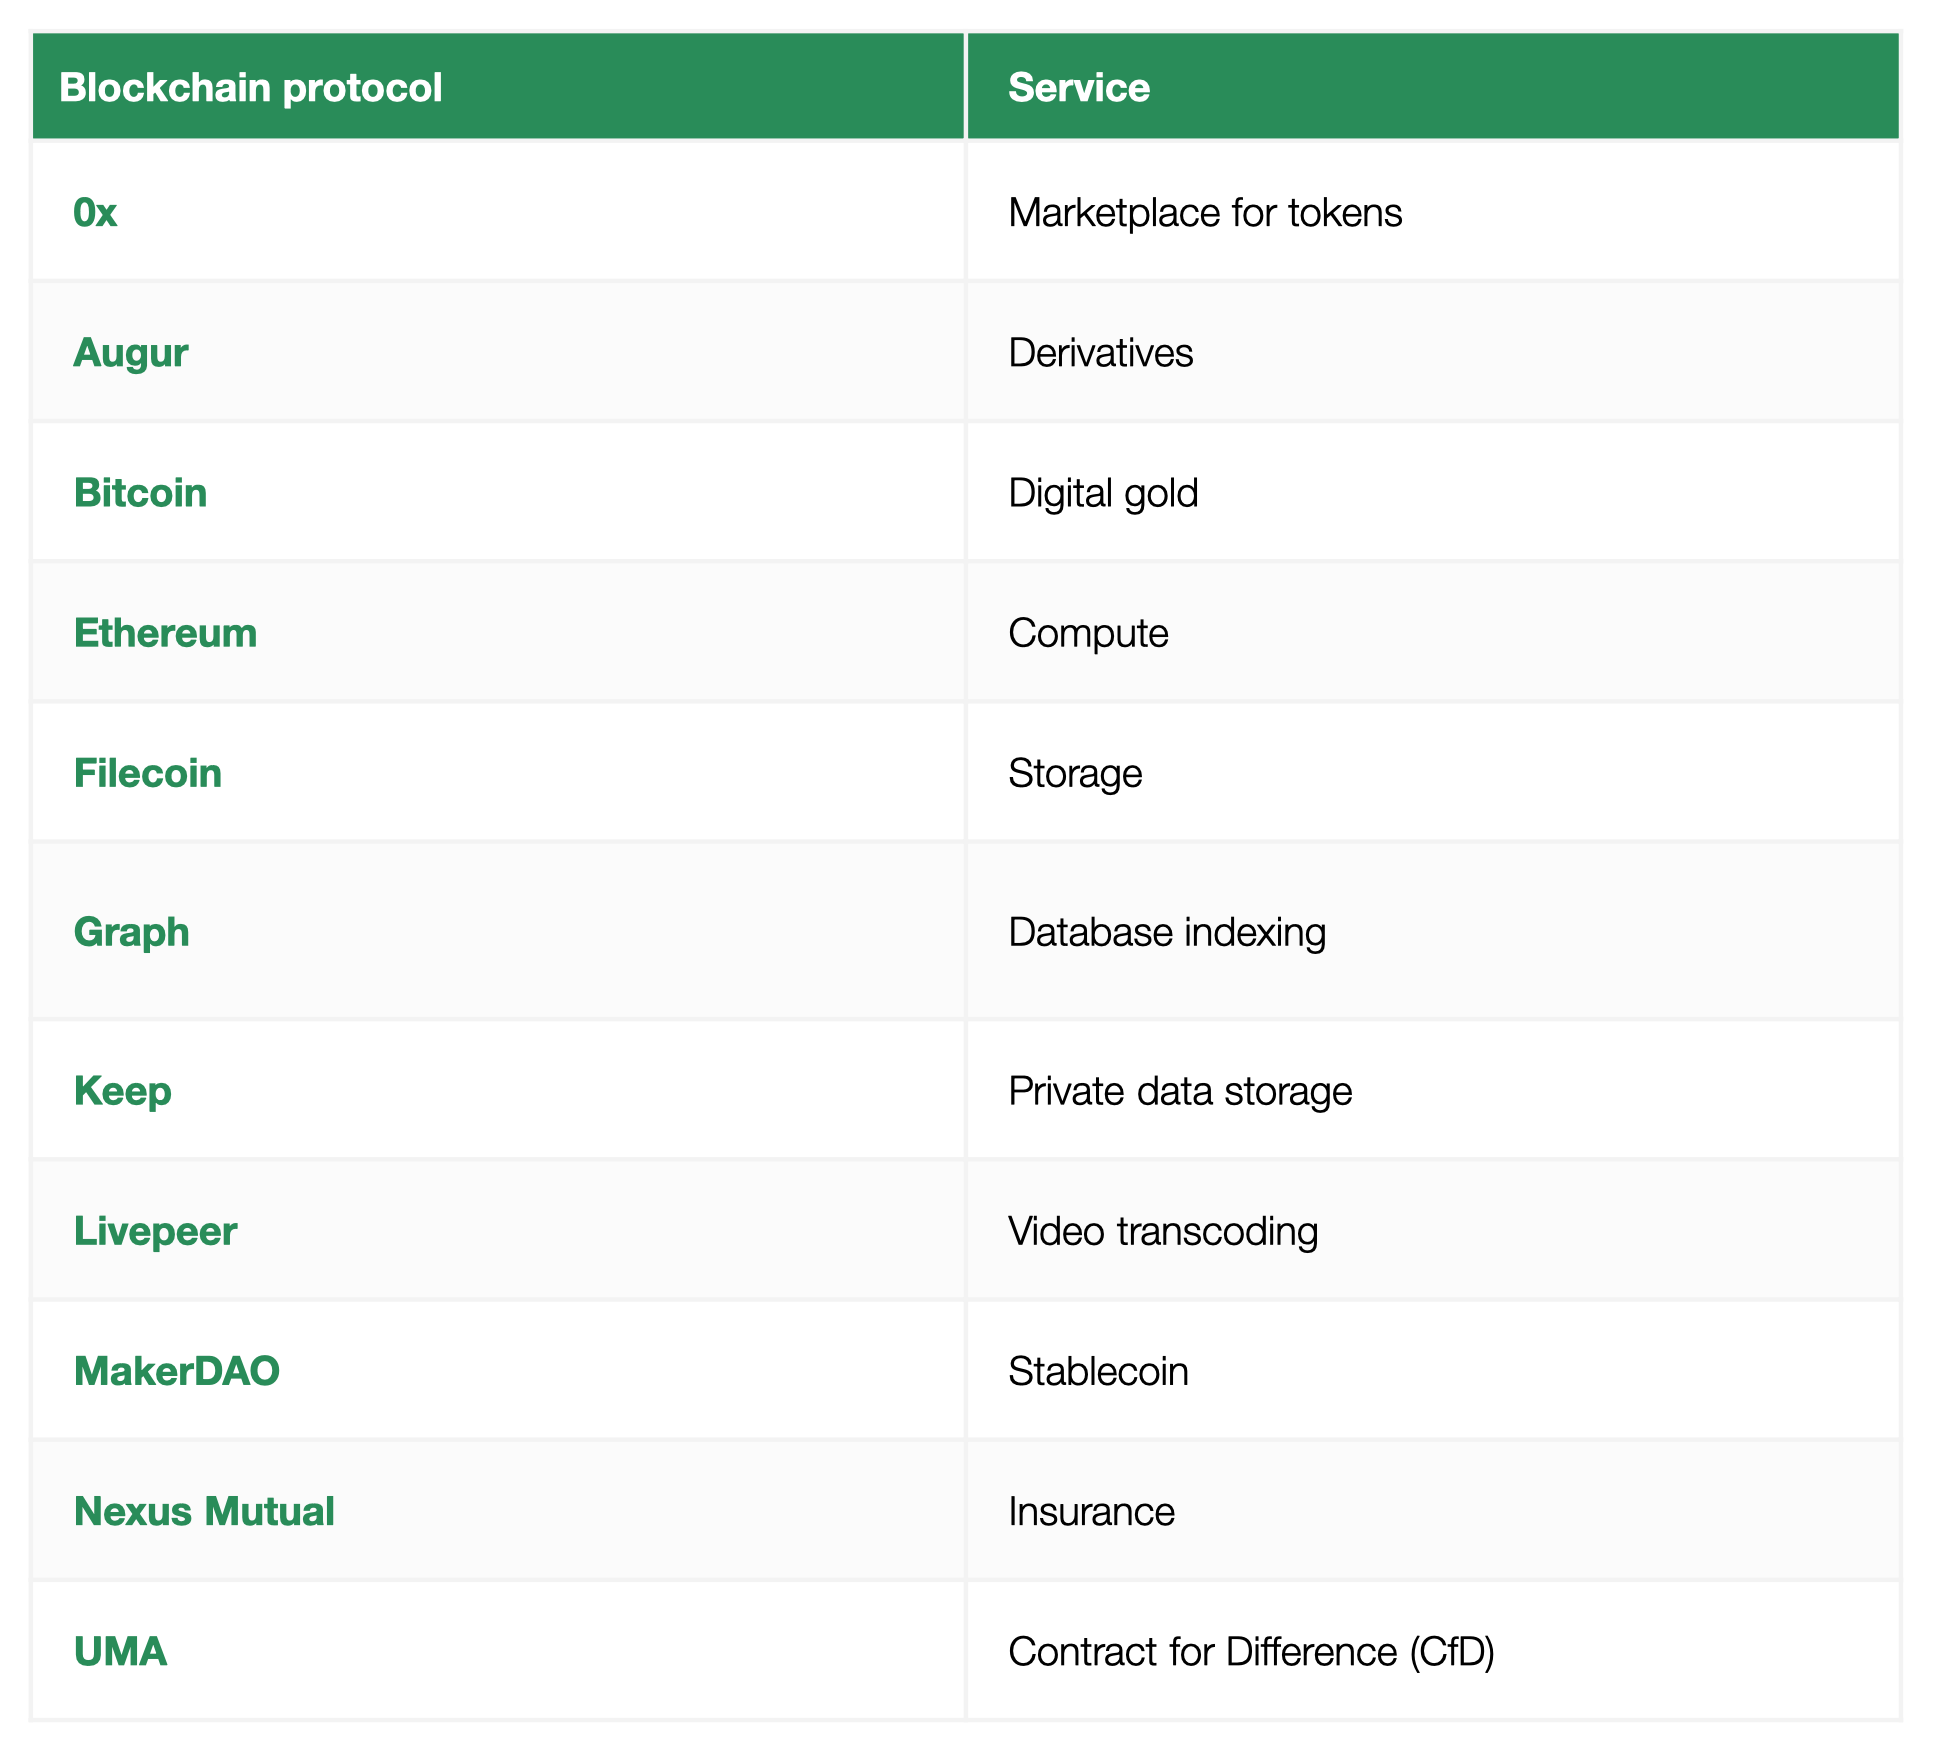 Blockchain protocol Service
0x Marketplace for tokens
Augur Derivatives
Bitcoin Digital gold
Ethereum Compute
Filecoin Storage
Graph Database indexing
Keep Private data storage
Livepeer Video transcoding
MakerDAO Stablecoin
Nexus Mutual Insurance
UMA Contract for Difference (CfD)